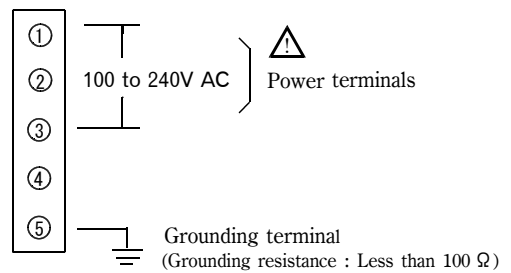 ①
② 100 to 240V AC ⚠ Power terminals
③
④
⑤ Grounding terminal
(Grounding resistance : Less than 100 Ω)